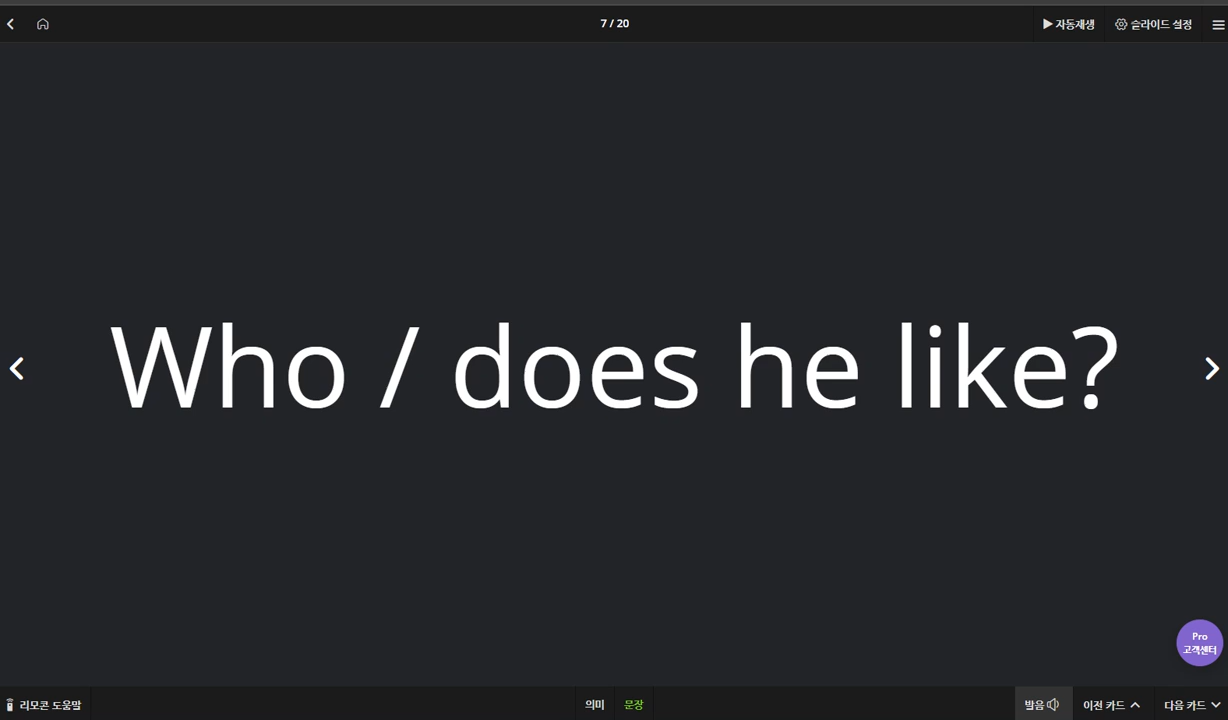 7 / 20
자동재생
슬라이드 설정
Who / does he like?
Pro
고객센터
리모콘 도움말
의미
문장
발음
이전 카드
다음 카드